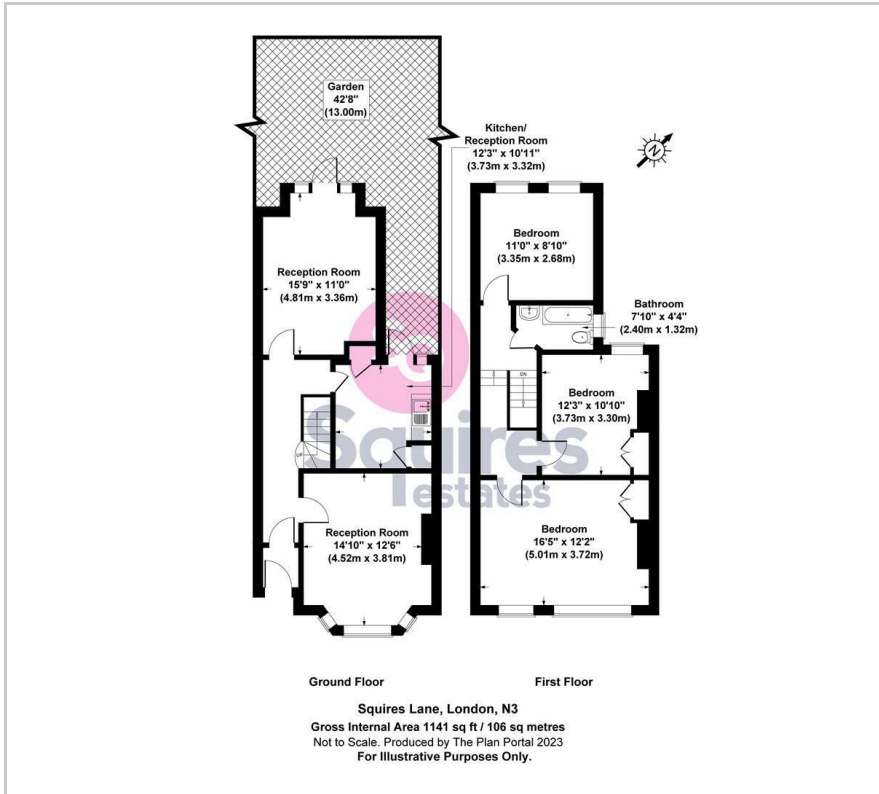 Garden
42'8"
(13.00m)
Kitchen/
Reception Room
12'3" x 10'11"
(3.73m x 3.32m)
N
Bedroom
11'0" x 8'10"
(3.35m x 2.68m)
Reception Room
15'9" x 11'0"
(4.81m x 3.36m)
Bathroom
7'10" x 4'4"
(2.40m x 1.32m)
DN
Bedroom
12'3" x 10'10"
(3.73m x 3.30m)
UP
Squires
estates
Reception Room
14'10" x 12'6"
(4.52m x 3.81m)
Bedroom
16'5" x 12'2"
(5.01m x 3.72m)
Ground Floor
First Floor
Squires Lane, London, N3
Gross Internal Area 1141 sq ft / 106 sq metres
Not to Scale. Produced by The Plan Portal 2023
For Illustrative Purposes Only.